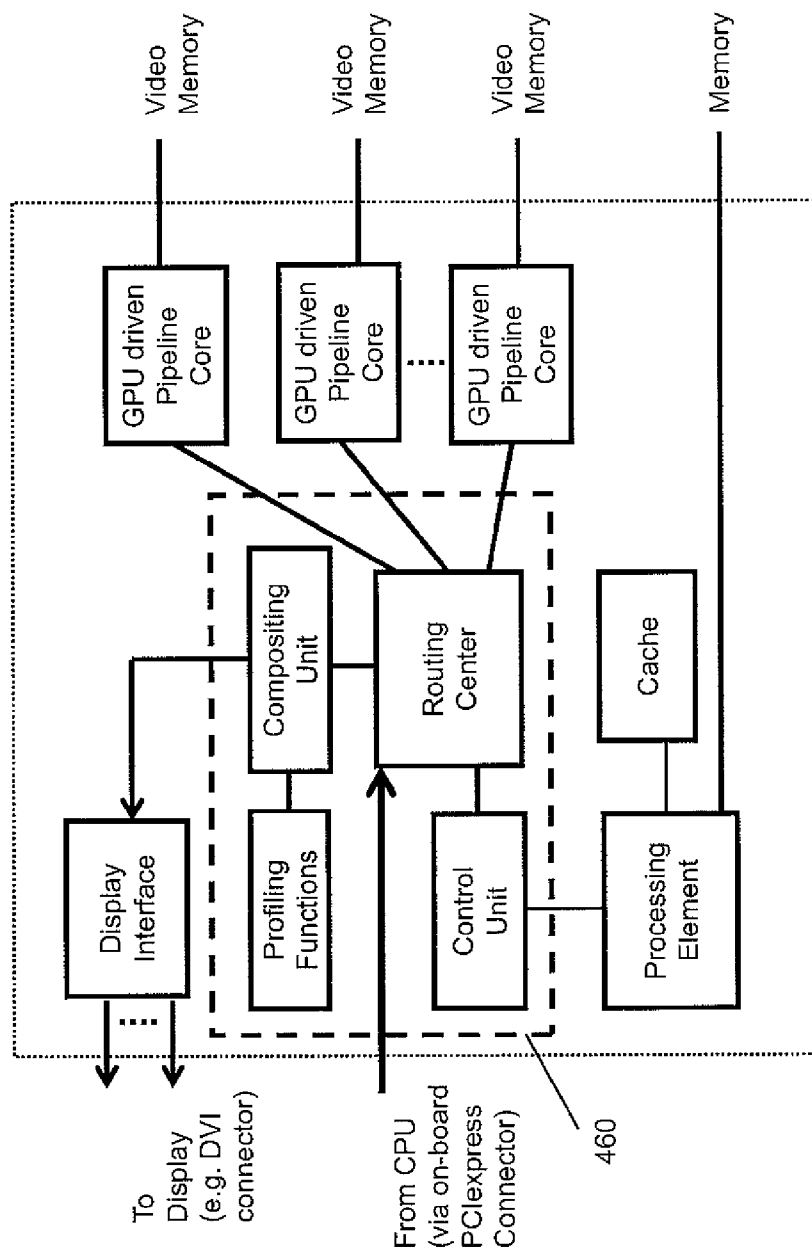 Video
Memory
Video
Memory
Video
Memory
Memory
GPU driven
Pipeline
Core
GPU driven
Pipeline
Core
GPU driven
Pipeline
Core
Compositing
Unit
Routing
Center
Cache
Display
Interface
Profiling
Functions
Control
Unit
Processing
Element
To
Display
(e.g. DVI
connector)
From CPU
(via on-board
PCIexpress
Connector)
460